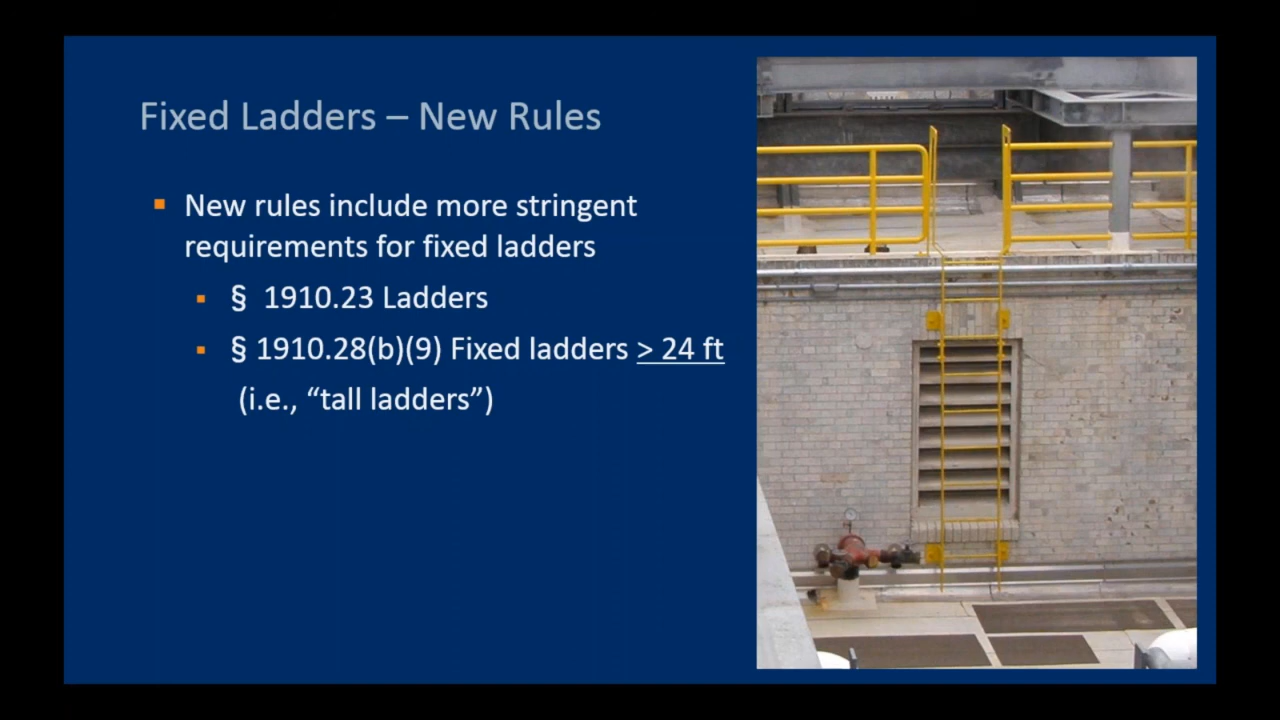 Fixed Ladders – New Rules
▪ New rules include more stringent
requirements for fixed ladders
▪ § 1910.23 Ladders
▪ § 1910.28(b)(9) Fixed ladders > 24 ft
(i.e., “tall ladders”)